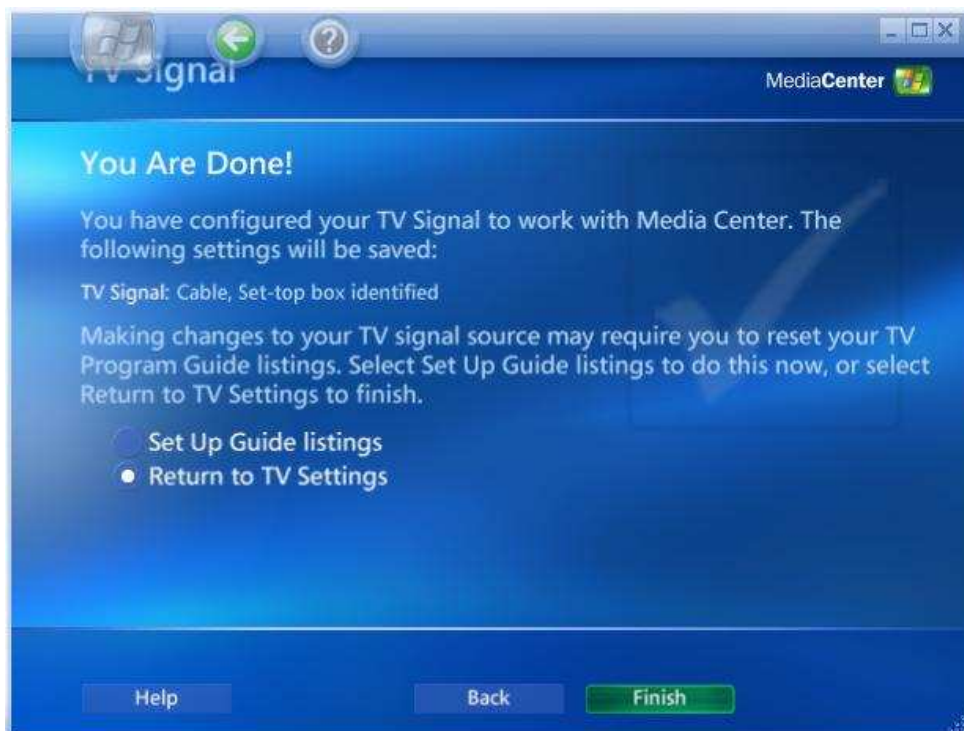 TV Signal
MediaCenter
You Are Done!
You have configured your TV Signal to work with Media Center. The
following settings will be saved:
TV Signal: Cable, Set-top box identified
Making changes to your TV signal source may require you to reset your TV
Program Guide listings. Select Set Up Guide listings to do this now, or select
Return to TV Settings to finish.
Set Up Guide listings
Return to TV Settings
Help
Back
Finish